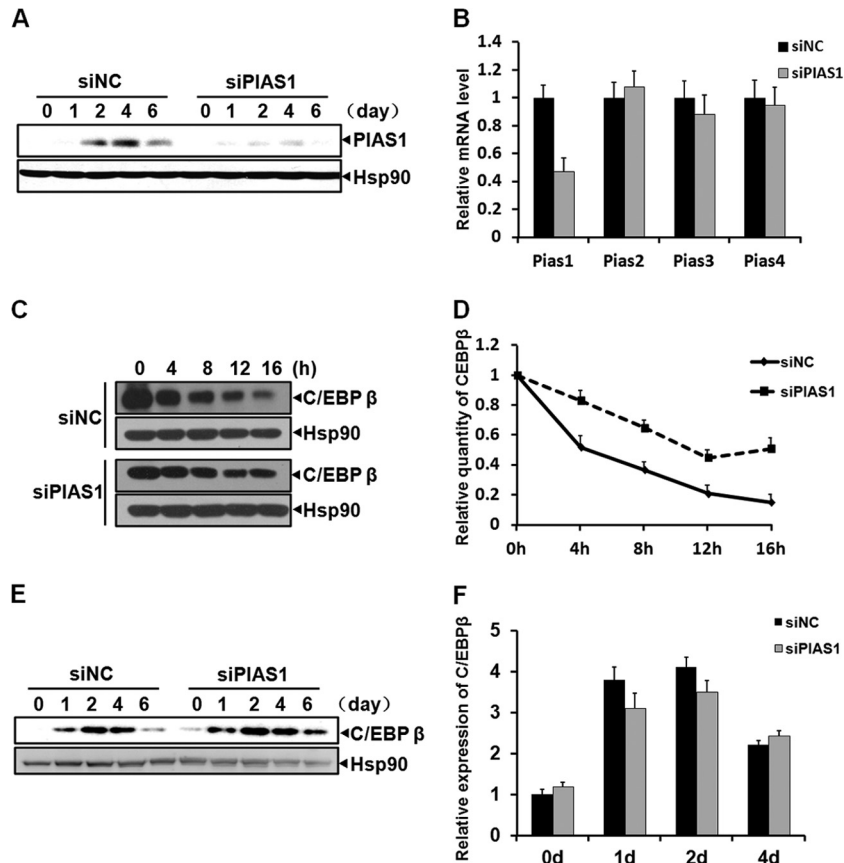 A
siNC siPIAS1
0 1 2 4 6 0 1 2 4 6 (day)
PIAS1
Hsp90
B
Relative mRNA level
1.4
1.2
1
0.8
0.6
0.4
0.2
0
siNC
siPIAS1
Pias1 Pias2 Pias3 Pias4
C
0 4 8 12 16 (h)
siNC
C/EBP β
Hsp90
siPIAS1
C/EBP β
Hsp90
D
Relative quantity of CEBPβ
1.2
1
0.8
0.6
0.4
0.2
0
siNC
siPIAS1
0h 4h 8h 12h 16h
E
siNC siPIAS1
0 1 2 4 6 0 1 2 4 6 (day)
C/EBP β
Hsp90
F
Relative expression of C/EBPβ
5
4
3
2
1
0
siNC
siPIAS1
0d 1d 2d 4d